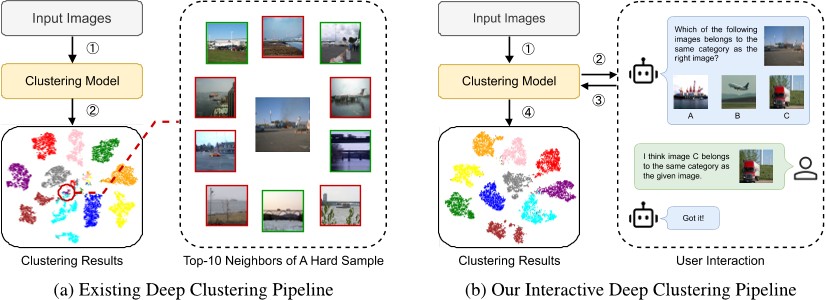 Input Images
①
Clustering Model
②
Clustering Results
Top-10 Neighbors of A Hard Sample
(a) Existing Deep Clustering Pipeline
Input Images
①
Clustering Model
②
③
④
Clustering Results
Which of the following
images belongs to the
same category as the
right image?
A
B
C
I think image C belongs
to the same category as
the given image.
Got it!
User Interaction
(b) Our Interactive Deep Clustering Pipeline